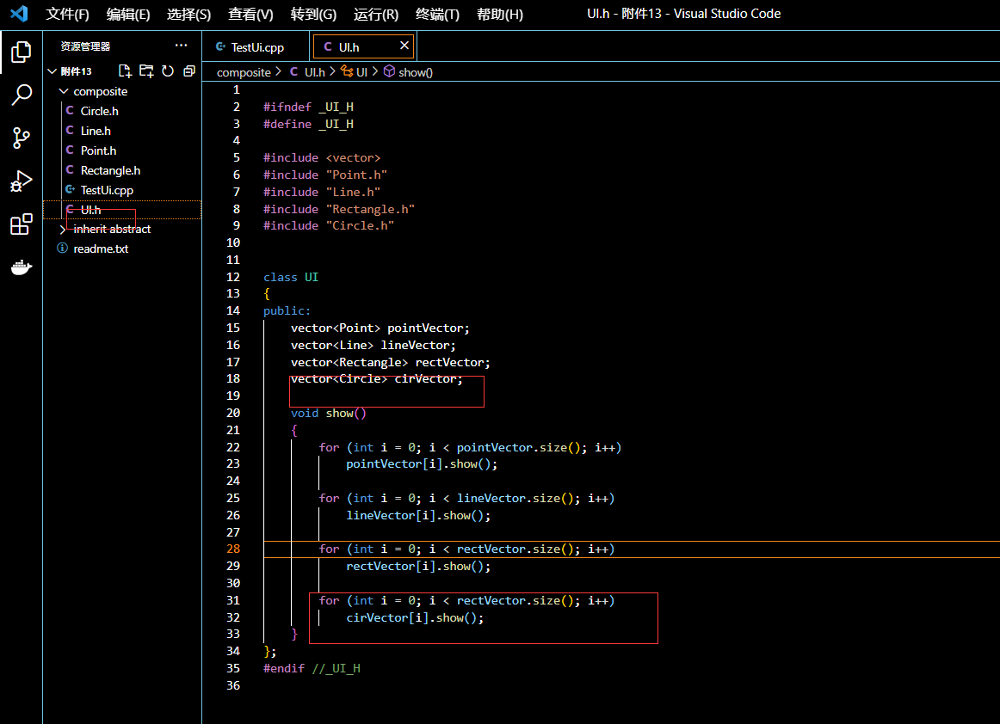 文件(F) 编辑(E) 选择(S) 查看(V) 转到(G) 运行(R) 终端(T) 帮助(H) UI.h - 附件13 - Visual Studio Code
资源管理器 ···
附件13
composite
Circle.h
Line.h
Point.h
Rectangle.h
TestUi.cpp
UI.h
inherit abstract
readme.txt
TestUi.cpp UI.h
composite > C UI.h > UI > show()
1
2 #ifndef _UI_H
3 #define _UI_H
4
5 #include <vector>
6 #include "Point.h"
7 #include "Line.h"
8 #include "Rectangle.h"
9 #include "Circle.h"
10
11
12 class UI
13 {
14 public:
15 vector<Point> pointVector;
16 vector<Line> lineVector;
17 vector<Rectangle> rectVector;
18 vector<Circle> cirVector;
19
20 void show()
21 {
22 for (int i = 0; i < pointVector.size(); i++)
23 pointVector[i].show();
24
25 for (int i = 0; i < lineVector.size(); i++)
26 lineVector[i].show();
27
28 for (int i = 0; i < rectVector.size(); i++)
29 rectVector[i].show();
30
31 for (int i = 0; i < rectVector.size(); i++)
32 cirVector[i].show();
33 }
34 };
35 #endif //_UI_H
36